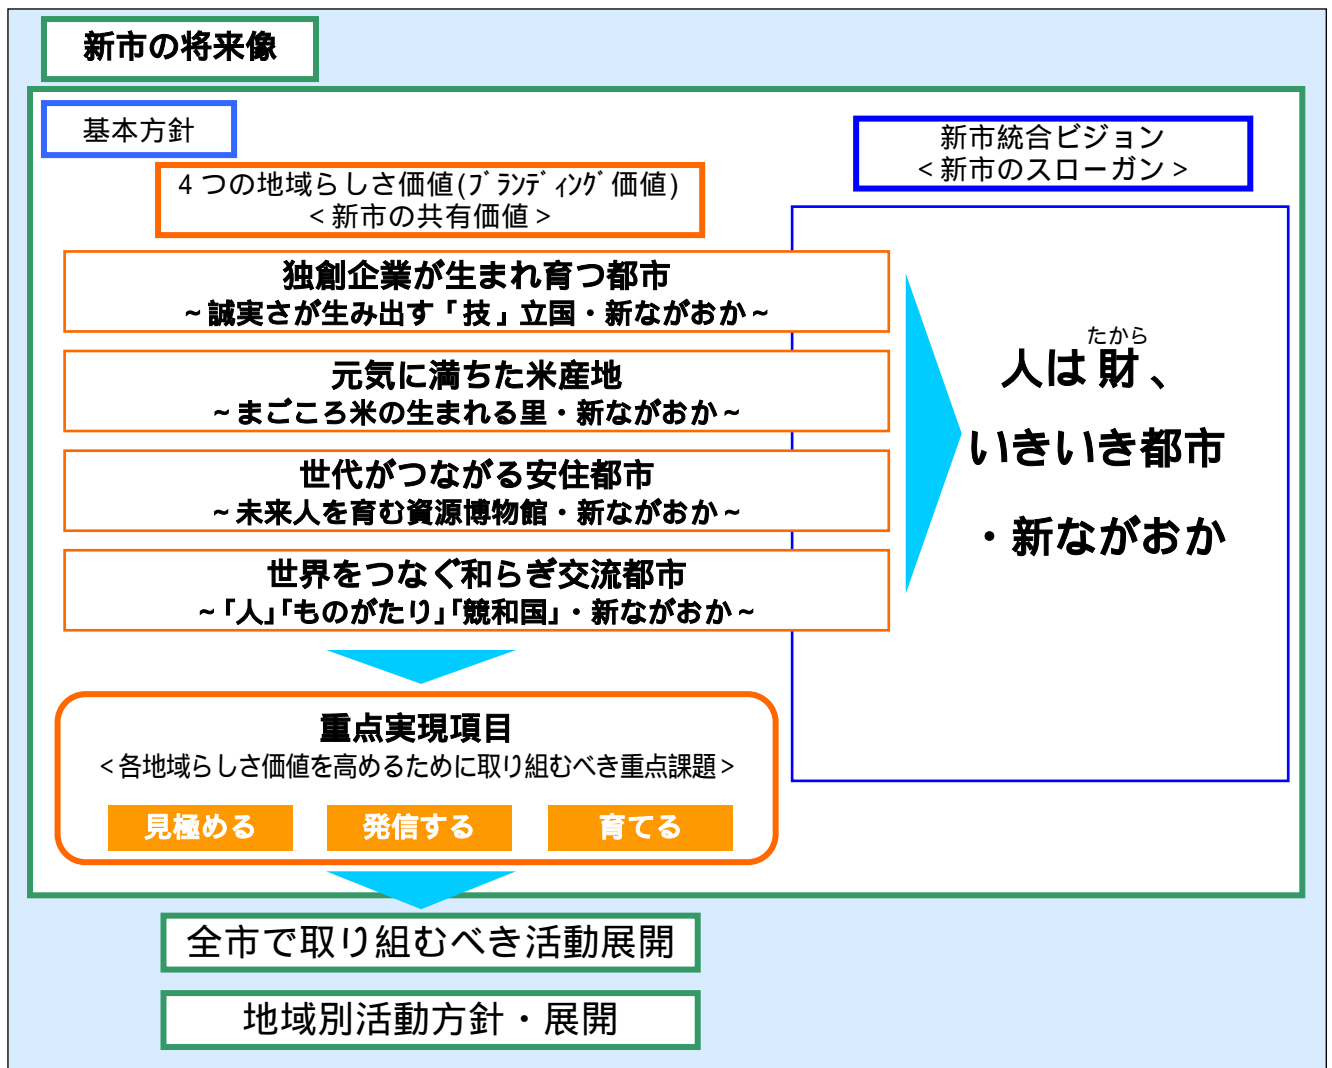 新市の将来像
基本方針
4つの地域らしさ価値(ﾌﾞﾗﾝﾃﾞｨﾝｸﾞ価値)
<新市の共有価値>
新市統合ビジョン
<新市のスローガン>
独創企業が生まれ育つ都市
~誠実さが生み出す「技」立国・新ながおか~
元気に満ちた米産地
~まごころ米の生まれる里・新ながおか~
世代がつながる安住都市
~未来人を育む資源博物館・新ながおか~
世界をつなぐ和らぎ交流都市
~「人」「ものがたり」「競和国」・新ながおか~
たから
人は財、
いきいき都市
・新ながおか
重点実現項目
<各地域らしさ価値を高めるために取り組むべき重点課題>
見極める
発信する
育てる
全市で取り組むべき活動展開
地域別活動方針・展開